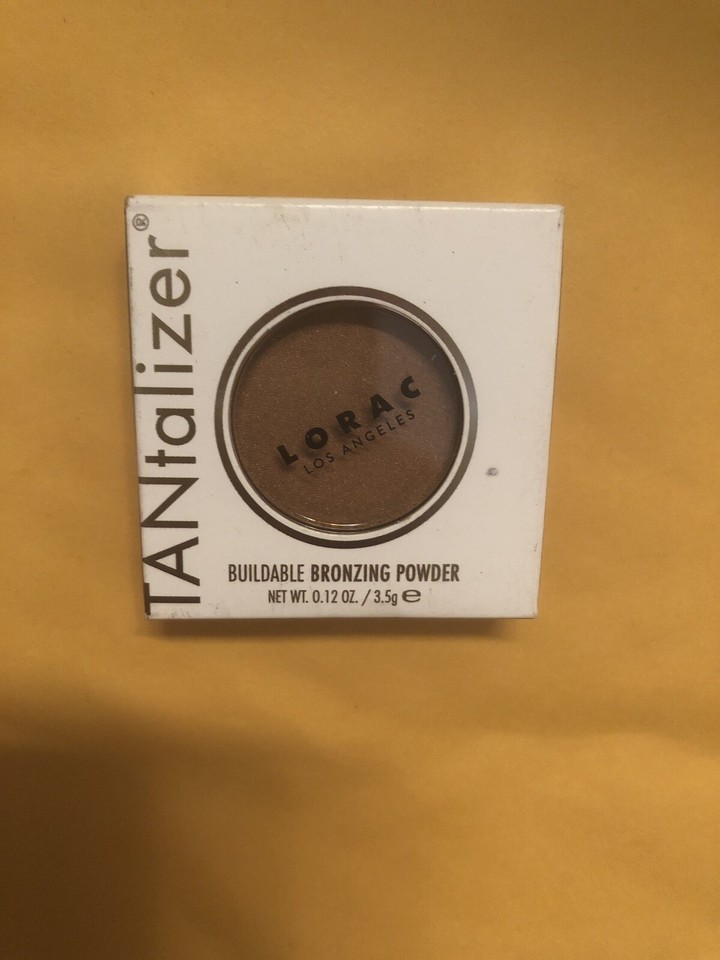 TANtalizer®
LORAC
LOS ANGELES
BUILDABLE BRONZING POWDER
NET WT. 0.12 OZ. / 3.5g e